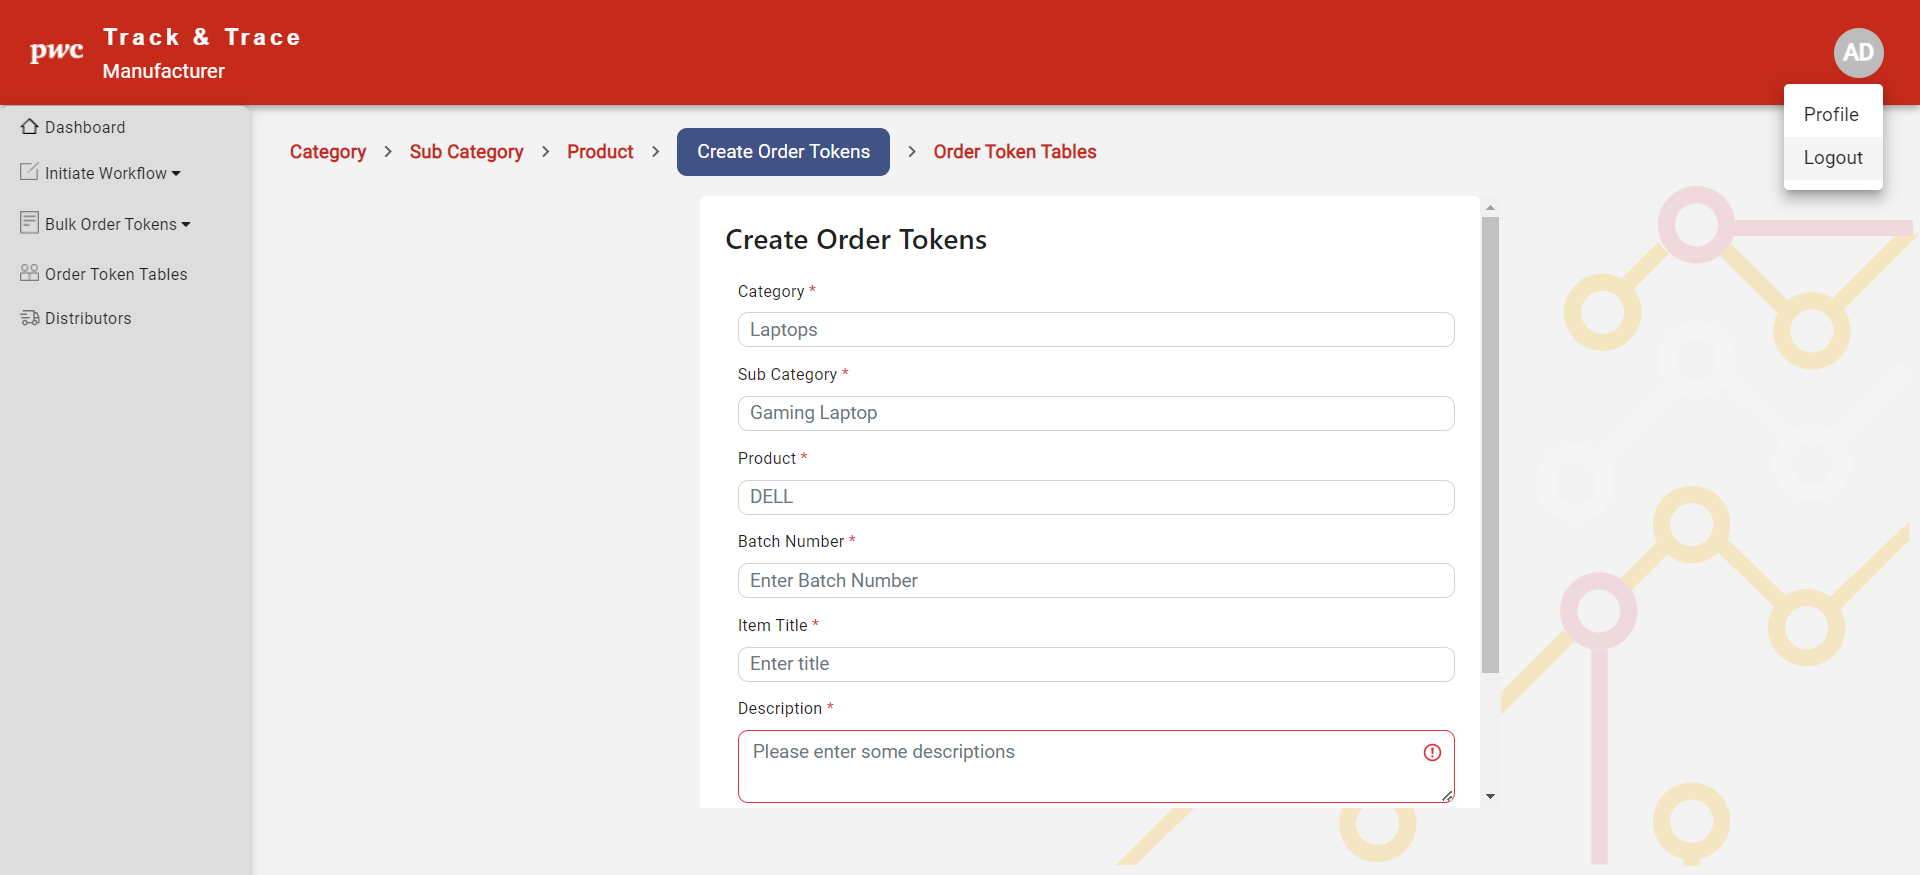 pwc
Track & Trace
Manufacturer
AD
Profile
Logout
Dashboard
Initiate Workflow
Bulk Order Tokens
Order Token Tables
Distributors
Category > Sub Category > Product > Create Order Tokens > Order Token Tables
Create Order Tokens
Category *
Laptops
Sub Category *
Gaming Laptop
Product *
DELL
Batch Number *
Enter Batch Number
Item Title *
Enter title
Description *
Please enter some descriptions